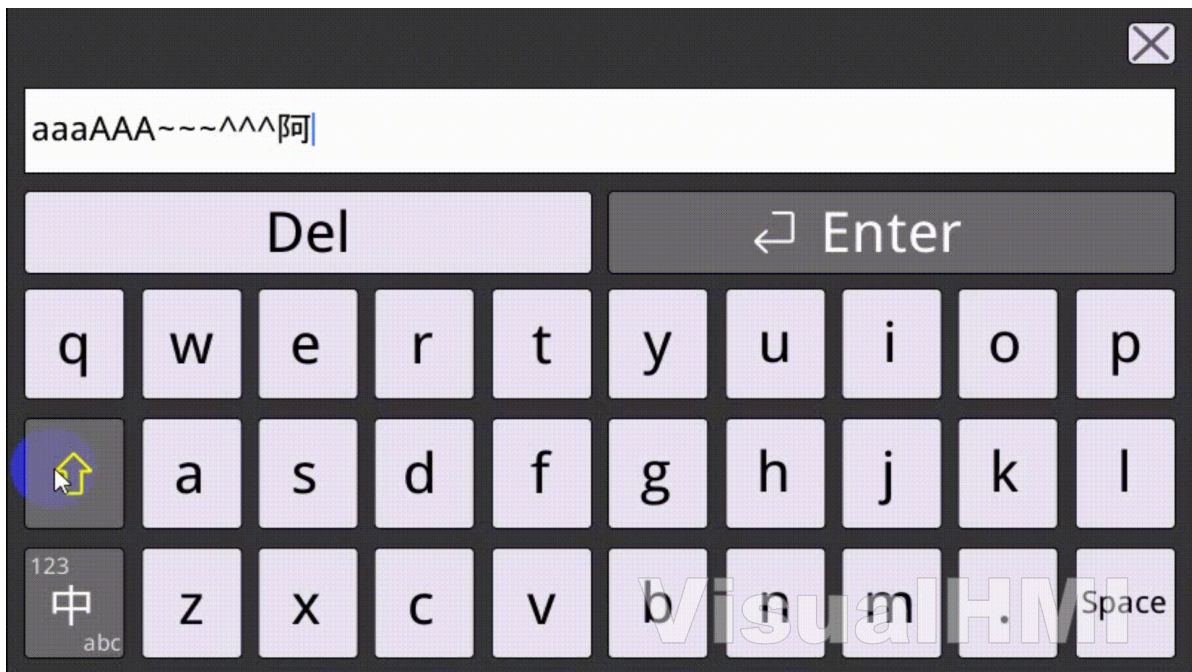 aaaAAA~~~^^^阿
Del Enter
q w e r t y u i o p
a s d f g h j k l
123 中 abc z x c v b n m . Space
VisualHMI